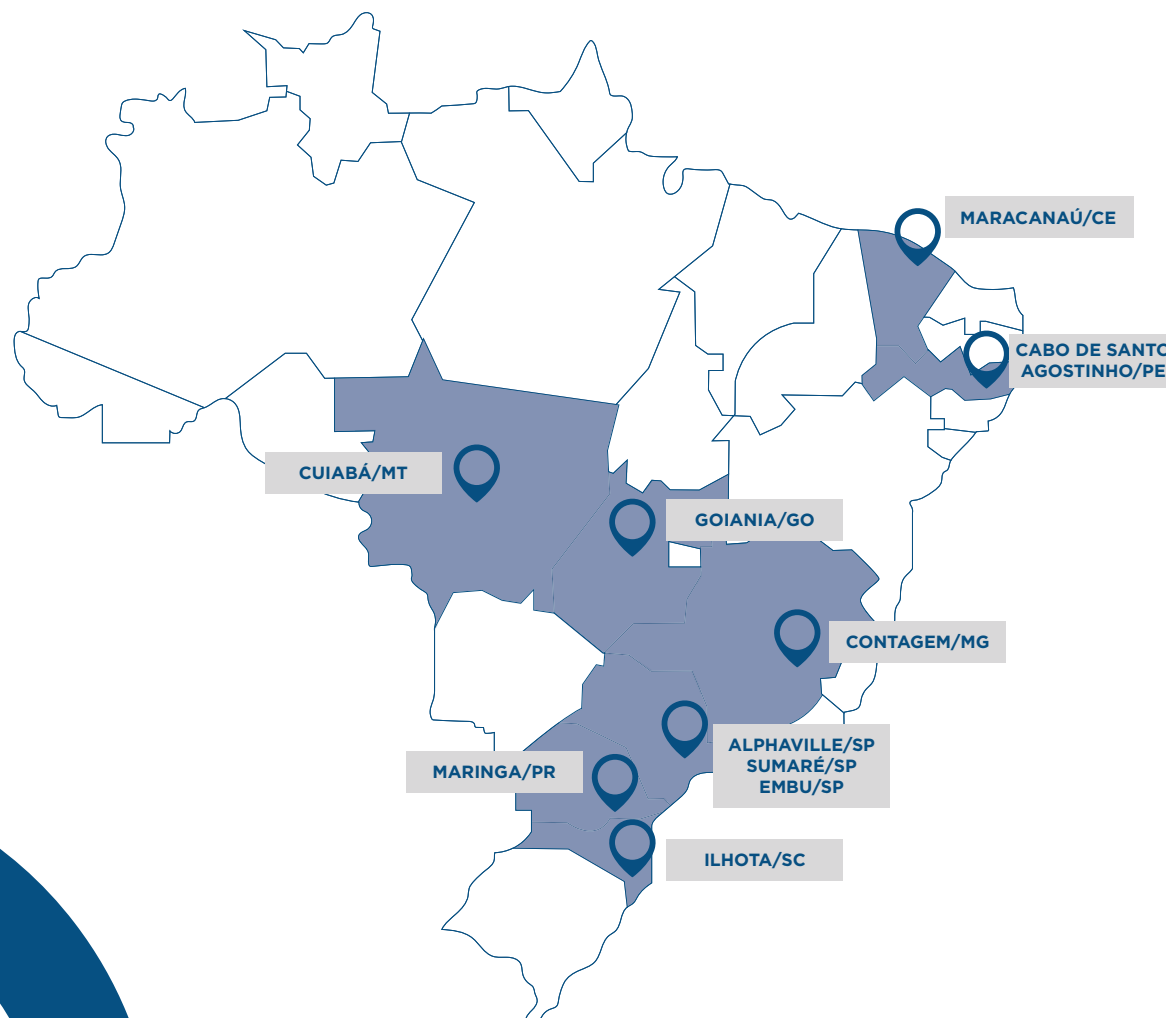 MARACANAÚ/CE
CABO DE SANTO
AGOSTINHO/PE
CUIABÁ/MT
GOIANIA/GO
CONTAGEM/MG
ALPHAVILLE/SP
SUMARÉ/SP
EMBU/SP
MARINGA/PR
ILHOTA/SC